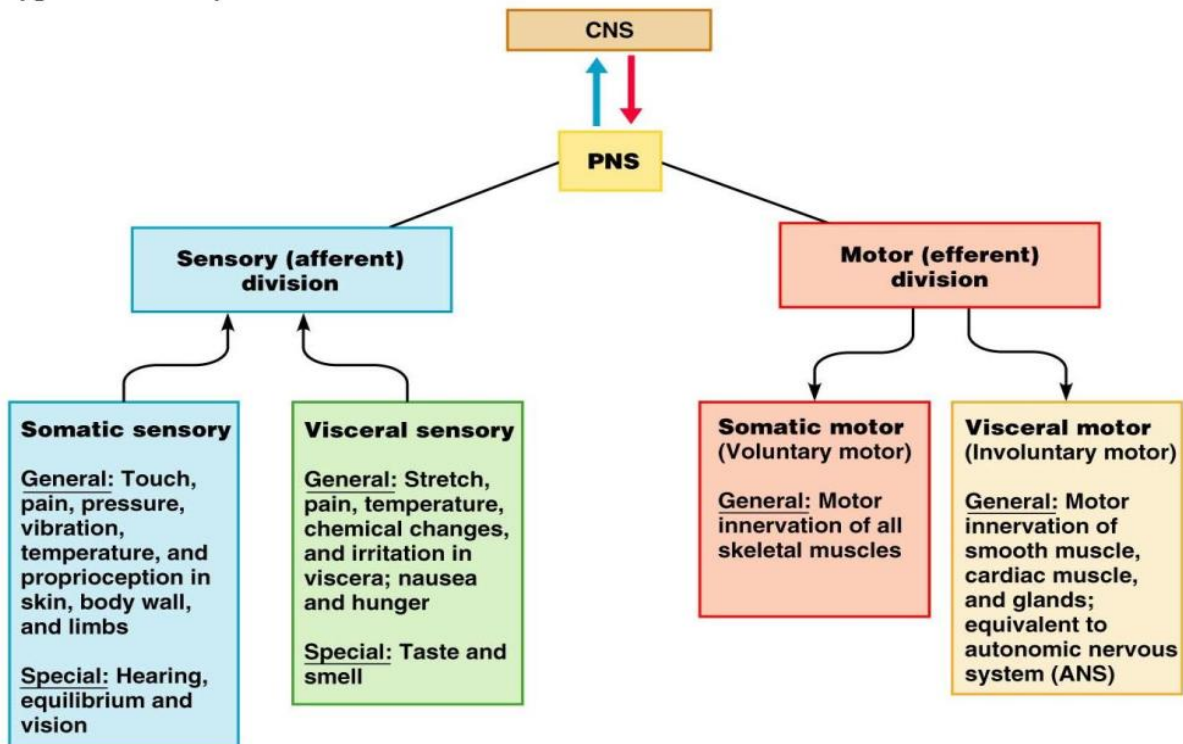 CNS
PNS
Sensory (afferent)
division
Motor (efferent)
division
Somatic sensory
General: Touch,
pain, pressure,
vibration,
temperature, and
proprioception in
skin, body wall,
and limbs
Special: Hearing,
equilibrium and
vision
Visceral sensory
General: Stretch,
pain, temperature,
chemical changes,
and irritation in
viscera; nausea
and hunger
Special: Taste and
smell
Somatic motor
(Voluntary motor)
General: Motor
innervation of all
skeletal muscles
Visceral motor
(Involuntary motor)
General: Motor
innervation of
smooth muscle,
cardiac muscle,
and glands;
equivalent to
autonomic nervous
system (ANS)